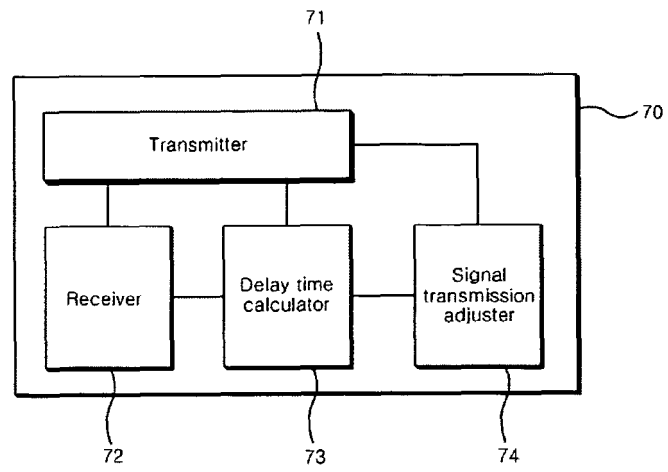 71
70
Transmitter
Receiver
Delay time
calculator
Signal
transmission
adjuster
72
73
74